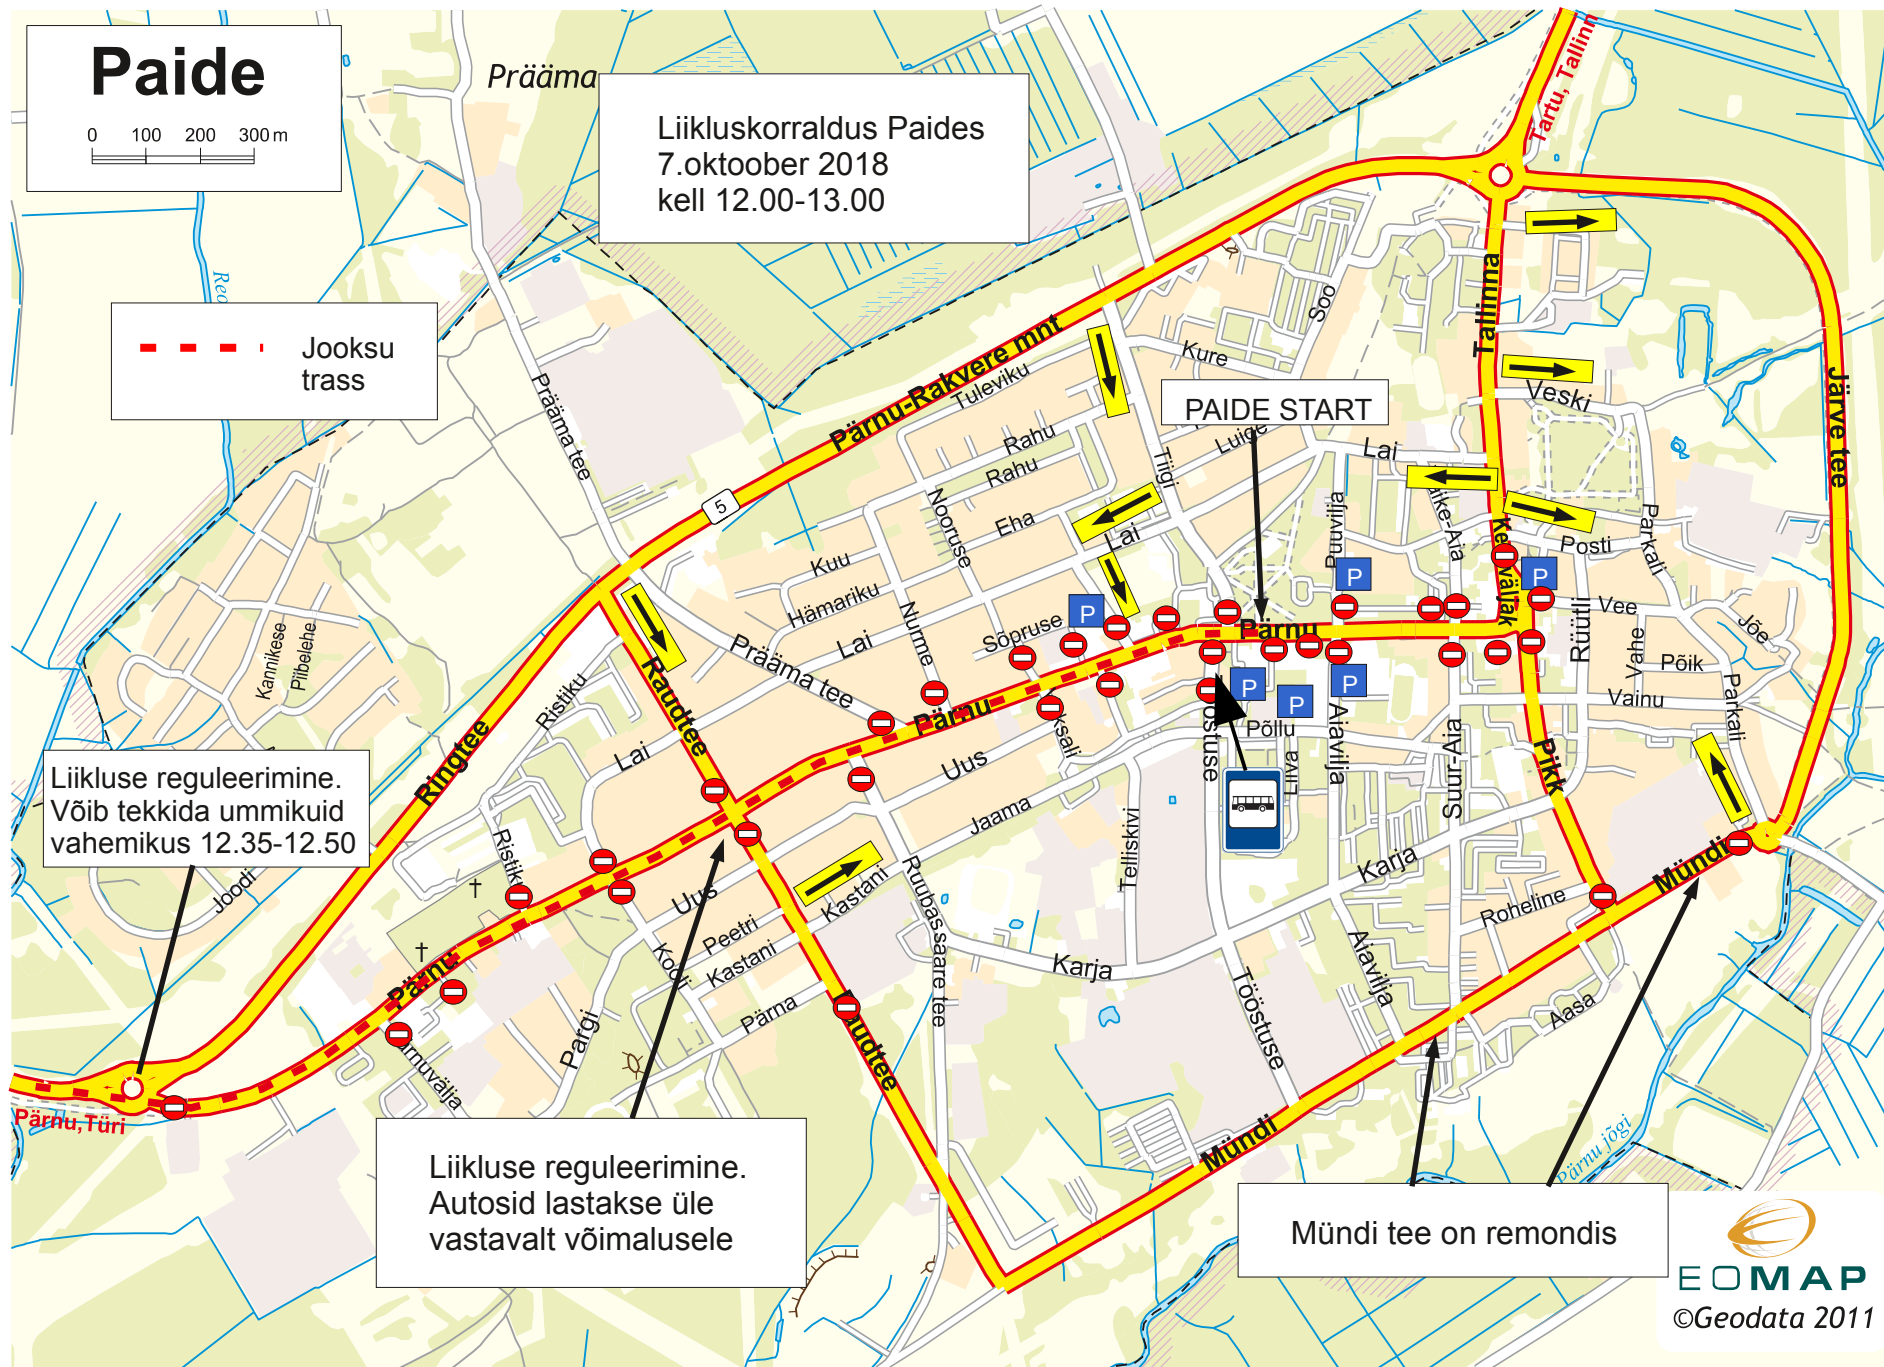 Paide
0 100 200 300 m
Prääma
Liikluskorraldus Paides
7.oktoober 2018
kell 12.00-13.00
Tartu, Tallinn
Jooksu
trass
Prääma tee
Pärnu-Rakvere mnt
5
Tuleviku
Kure
Soo
Tallinna
Veski
Järve tee
PAIDE START
Rahu
Rahu
Luige
Lai
Tiigi
Nooruse
Eha
Lai
Puuvilja
Posti
Parkali
Kuu
Hämariku
Nurme
Sõpruse
P
P
P
väljak
Vee
Rüütli
Vahe
Jõe
Põik
Vainu
Parkali
Kannikese
Piibelehe
Ristiku
Raudtee
Prääma tee
Lai
Pärnu
Pärnu
P
P
P
Põllu
Liiva
Aiavilja
Suur-Aia
Pikk
Ringtee
Lai
Uus
Jaama
Telliskivi
Liikluse reguleerimine.
Võib tekkida ummikuid
vahemikus 12.35-12.50
Joodi
Uus
Peetri
Kastani
Kastani
Kooli
Pärna
Pargi
Ruubassaare tee
Karja
Karja
Tööstuse
Aiavilja
Roheline
Aasa
Mündi
Mündi
Pärnu
Pärnu,Türi
Liikluse reguleerimine.
Autosid lastakse üle
vastavalt võimalusele
Pärnu jõgi
Mündi tee on remondis
EOMAP
©Geodata 2011